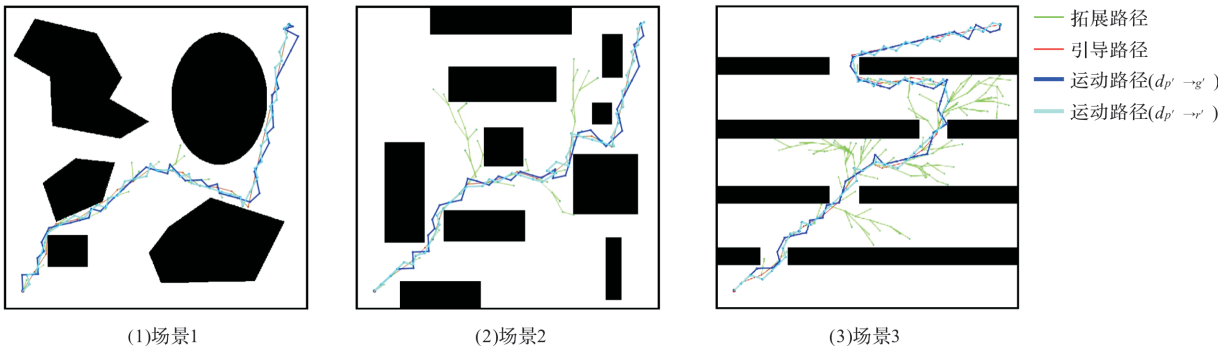 拓展路径
引导路径
运动路径(dp′→g′)
运动路径(dp′→r′)
(1)场景1
(2)场景2
(3)场景3